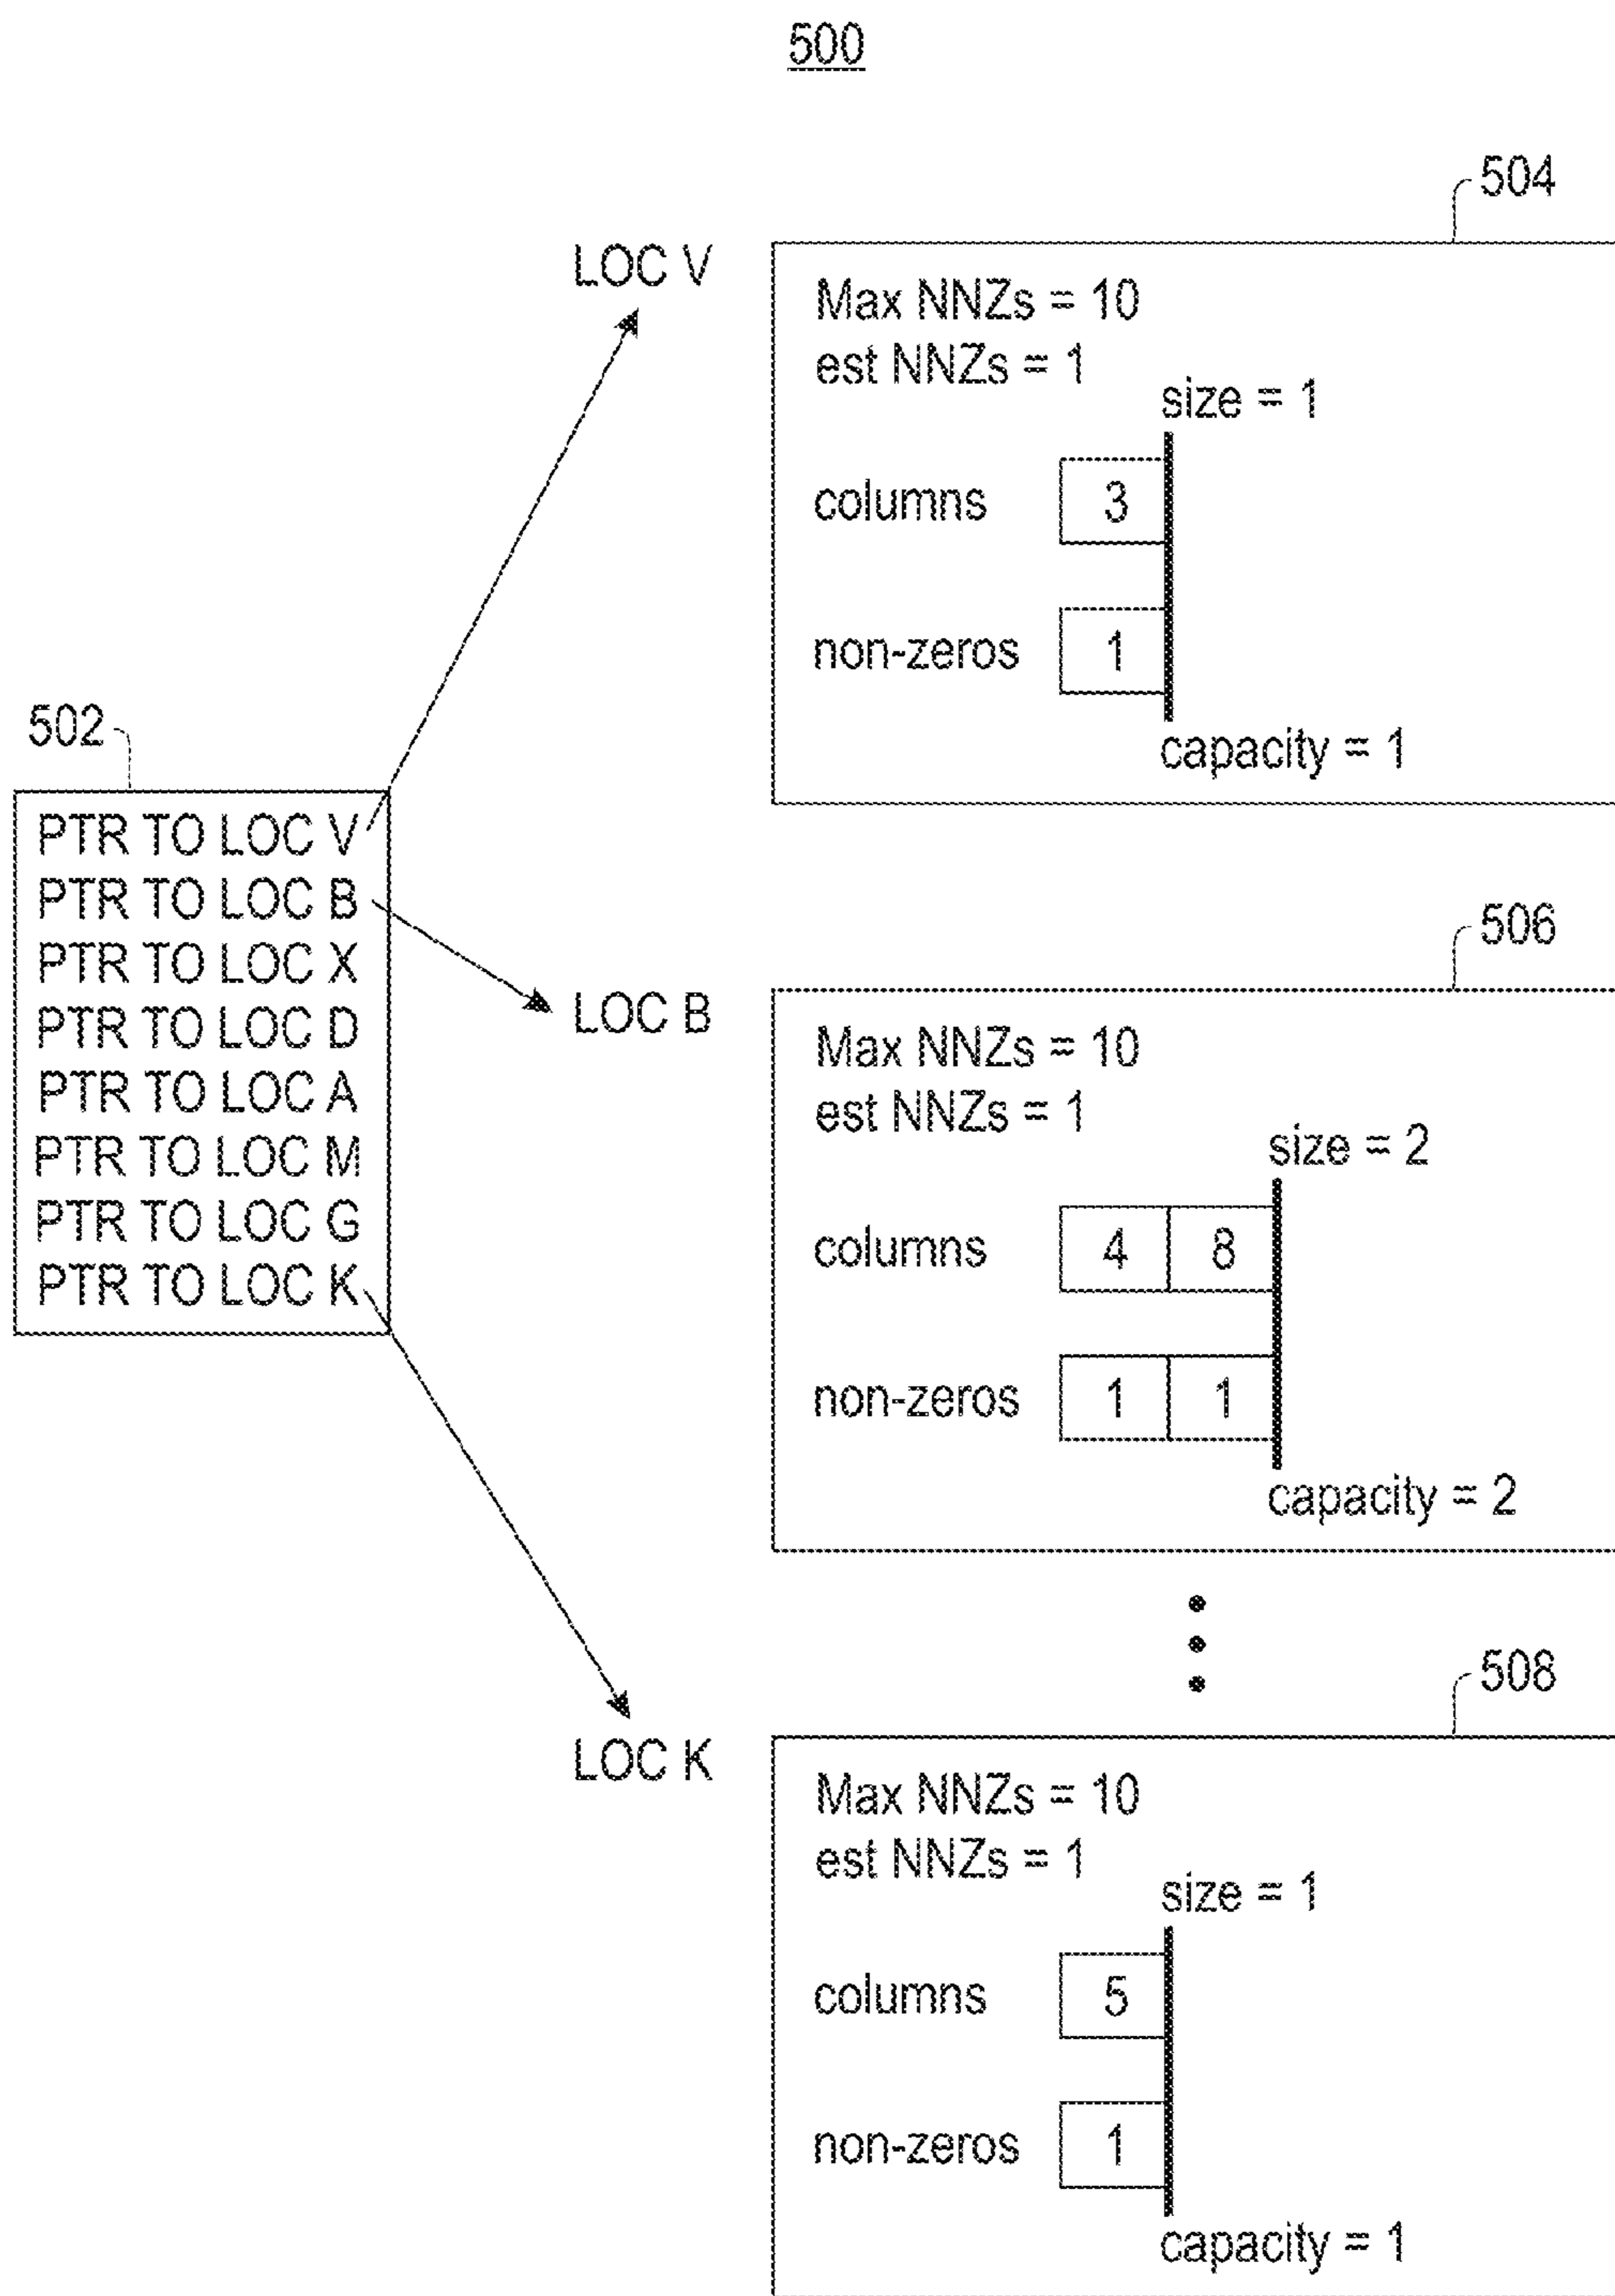 500
504
LOC V
Max NNZs = 10
est NNZs = 1
size = 1
columns 3
non-zeros 1
capacity = 1
502
PTR TO LOC V
PTR TO LOC B
PTR TO LOC X
PTR TO LOC D
PTR TO LOC A
PTR TO LOC M
PTR TO LOC G
PTR TO LOC K
506
LOC B
Max NNZs = 10
est NNZs = 1
size = 2
columns 4 8
non-zeros 1 1
capacity = 2
508
LOC K
Max NNZs = 10
est NNZs = 1
size = 1
columns 5
non-zeros 1
capacity = 1